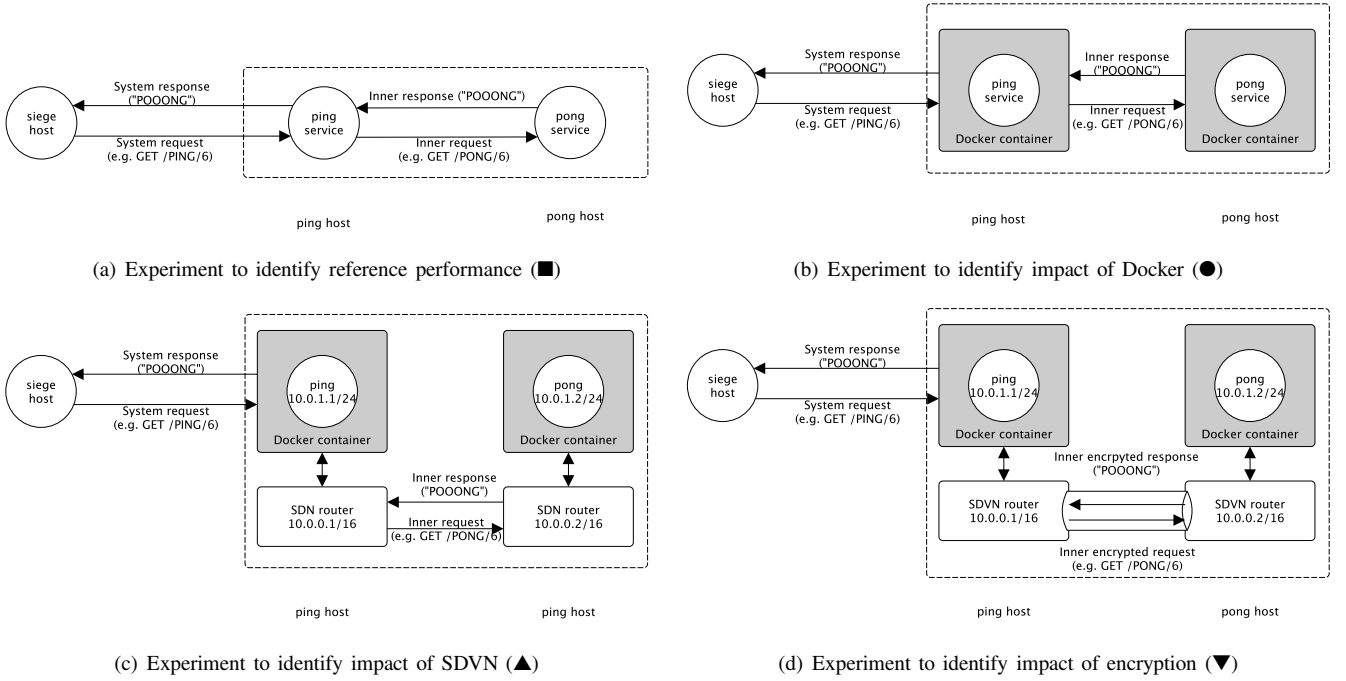 System response
("POOONG")
siege
host
System request
(e.g. GET /PING/6)
ping
service
Inner response ("POOONG")
Inner request
(e.g. GET /PONG/6)
pong
service
ping host
pong host
(a) Experiment to identify reference performance (■)
System response
("POOONG")
siege
host
System request
(e.g. GET /PING/6)
ping
service
Docker container
Inner response
("POOONG")
Inner request
(e.g. GET /PONG/6)
pong
service
Docker container
ping host
pong host
(b) Experiment to identify impact of Docker (●)
System response
("POOONG")
siege
host
System request
(e.g. GET /PING/6)
ping
10.0.1.1/24
Docker container
pong
10.0.1.2/24
Docker container
SDN router
10.0.0.1/16
Inner response
("POOONG")
Inner request
(e.g. GET /PONG/6)
SDN router
10.0.0.2/16
ping host
ping host
(c) Experiment to identify impact of SDVN (▲)
System response
("POOONG")
siege
host
System request
(e.g. GET /PING/6)
ping
10.0.1.1/24
Docker container
pong
10.0.1.2/24
Docker container
Inner encrpyted response
("POOONG")
SDVN router
10.0.0.1/16
SDVN router
10.0.0.2/16
Inner encrypted request
(e.g. GET /PONG/6)
ping host
pong host
(d) Experiment to identify impact of encryption (▼)